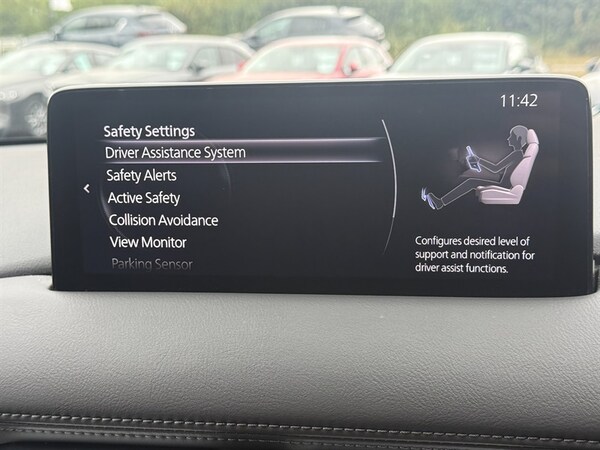 11:42
Safety Settings
Driver Assistance System
Safety Alerts
Active Safety
Collision Avoidance
View Monitor
Parking Sensor
Configures desired level of
support and notification for
driver assist functions.